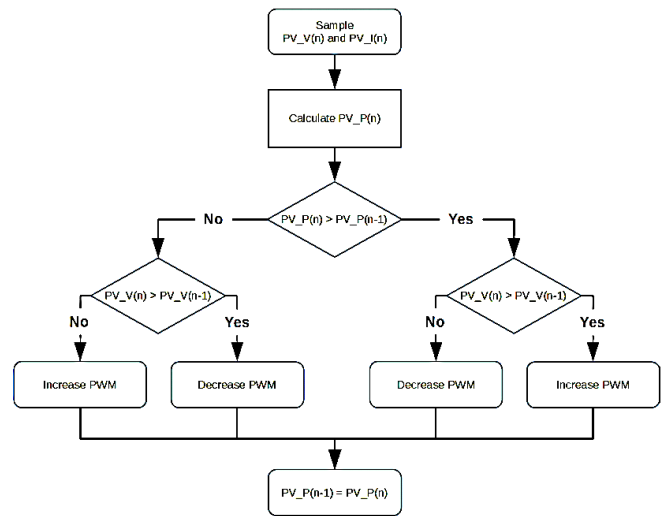 Sample
PV_V(n) and PV_I(n)
Calculate PV_P(n)
PV_P(n) > PV_P(n-1)
No
Yes
PV_V(n) > PV_V(n-1)
PV_V(n) > PV_V(n-1)
No
Yes
No
Yes
Increase PWM
Decrease PWM
Decrease PWM
Increase PWM
PV_P(n-1) = PV_P(n)